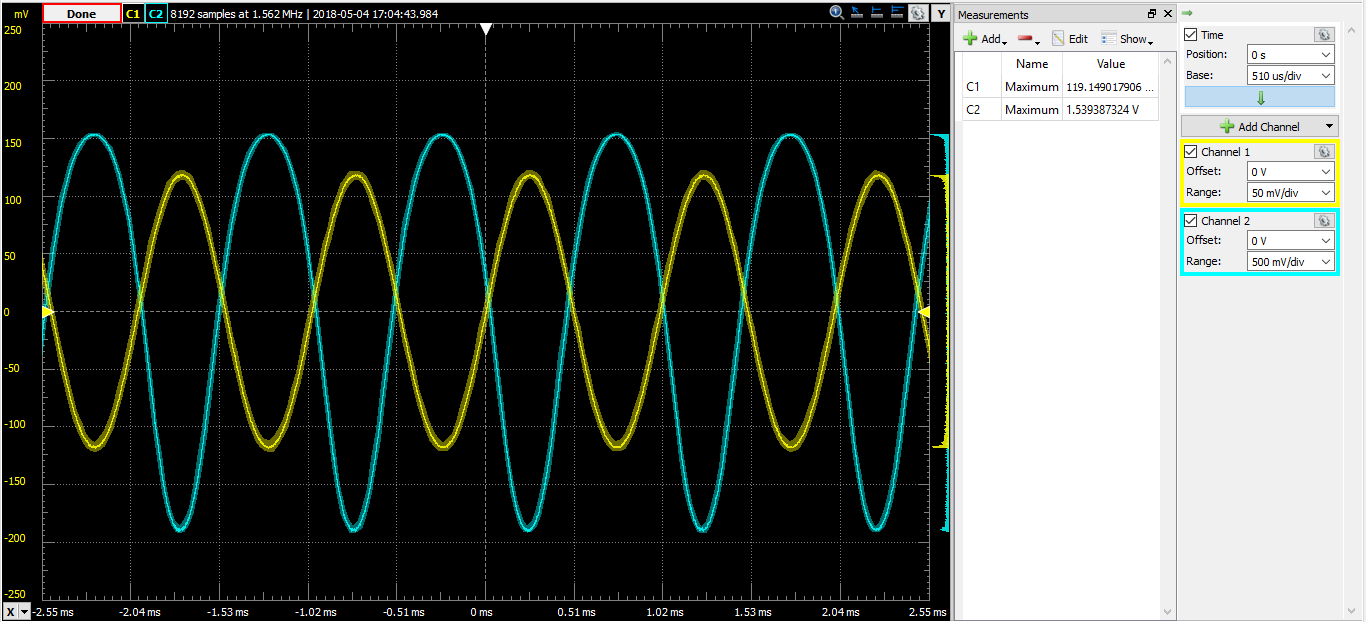 mV Done C1 C2 8192 samples at 1.562 MHz | 2018-05-04 17:04:43.984 Y
250
200
150
100
50
0
-50
-100
-150
-200
-250
X -2.55 ms -2.04 ms -1.53 ms -1.02 ms -0.51 ms 0 ms 0.51 ms 1.02 ms 1.53 ms 2.04 ms 2.55 ms
Measurements
Add Edit Show
Name Value
C1 Maximum 119.149017906 ...
C2 Maximum 1.539387324 V
Time
Position: 0 s
Base: 510 us/div
Add Channel
Channel 1
Offset: 0 V
Range: 50 mV/div
Channel 2
Offset: 0 V
Range: 500 mV/div